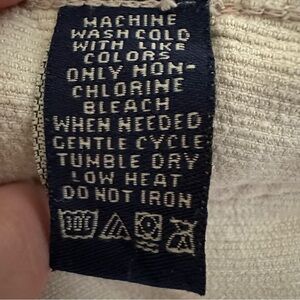 MACHINE
WASH COLD
WITH LIKE
COLORS
ONLY NON-
CHLORINE
BLEACH
WHEN NEEDED
GENTLE CYCLE
TUMBLE DRY
LOW HEAT
DO NOT IRON